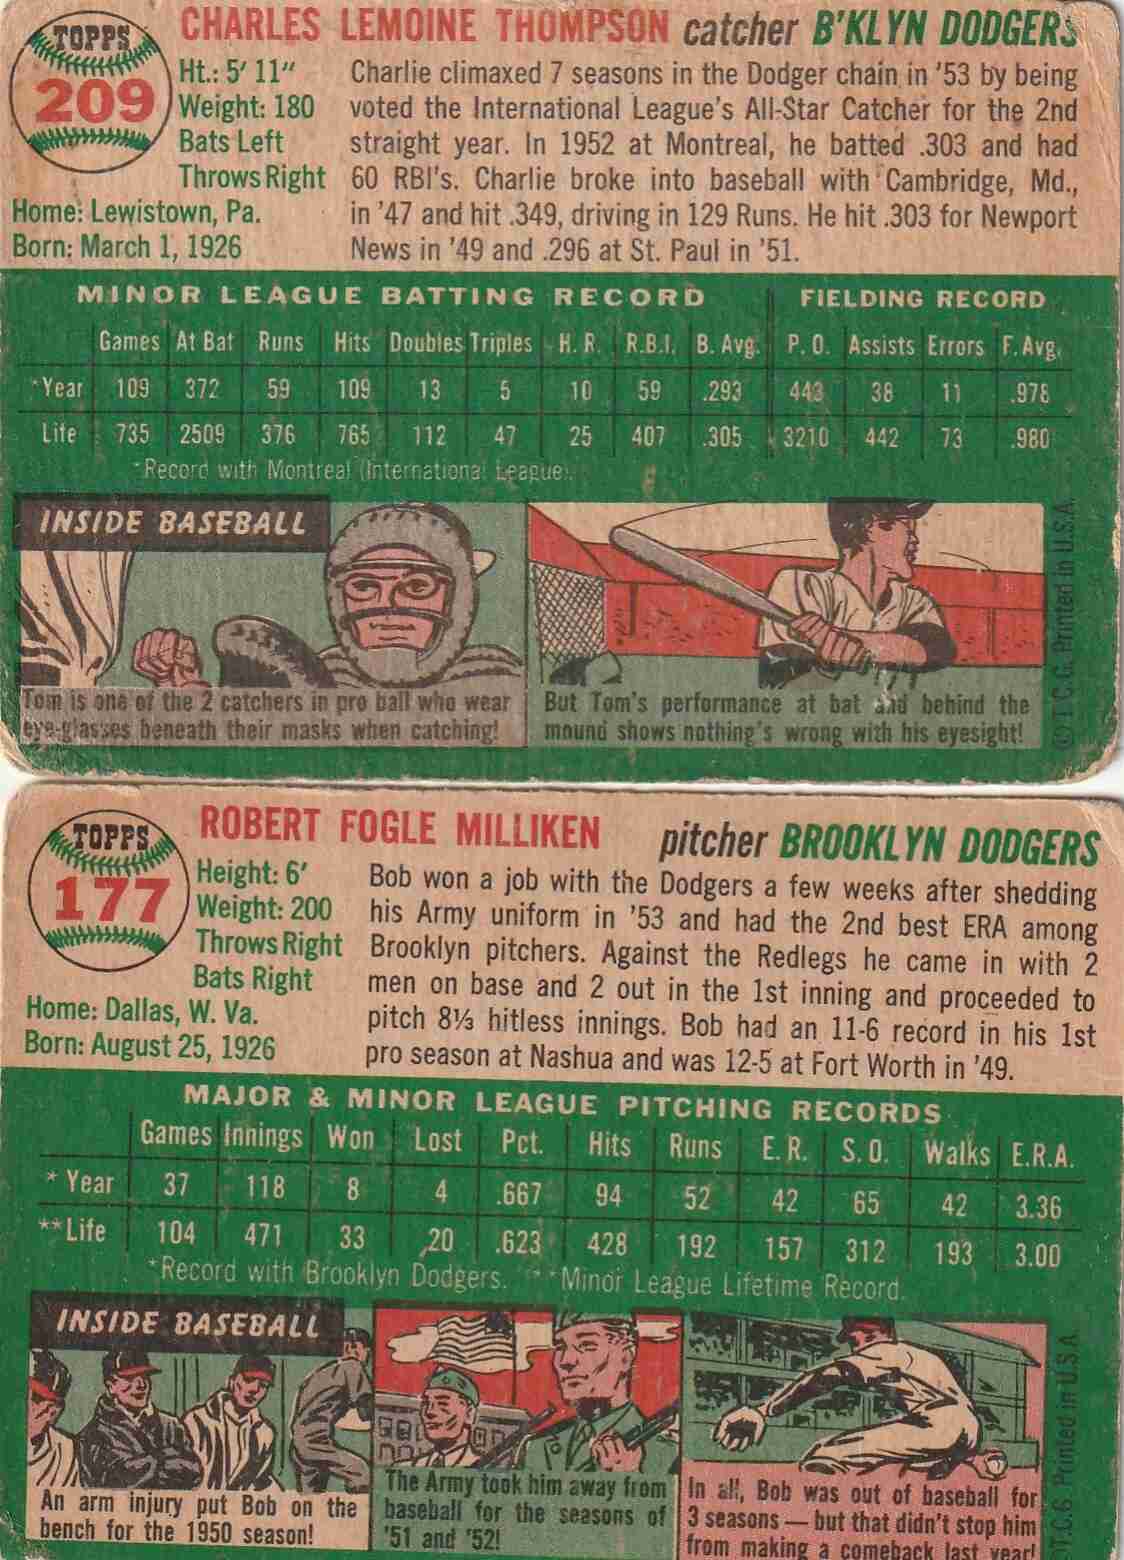 TOPPS
209
CHARLES LEMOINE THOMPSON catcher B'KLYN DODGERS
Ht.: 5' 11"
Weight: 180
Bats Left
Throws Right
Home: Lewistown, Pa.
Born: March 1, 1926
Charlie climaxed 7 seasons in the Dodger chain in '53 by being
voted the International League's All-Star Catcher for the 2nd
straight year. In 1952 at Montreal, he batted .303 and had
60 RBI's. Charlie broke into baseball with Cambridge, Md.,
in '47 and hit .349, driving in 129 Runs. He hit .303 for Newport
News in '49 and .296 at St. Paul in '51.
MINOR LEAGUE BATTING RECORD FIELDING RECORD
Games At Bat Runs Hits Doubles Triples H. R. R.B.I. B. Avg. P. O. Assists Errors F. Avg.
*Year 109 372 59 109 13 5 10 59 .293 443 38 11 .978
Life 735 2509 376 765 112 47 25 407 .305 3210 442 73 .980
*Record with Montreal (International League).
INSIDE BASEBALL
Tom is one of the 2 catchers in pro ball who wear
eye-glasses beneath their masks when catching!
But Tom's performance at bat and behind the
mound shows nothing's wrong with his eyesight!
© T.C.G. Printed in U.S.A.
TOPPS
177
ROBERT FOGLE MILLIKEN pitcher BROOKLYN DODGERS
Height: 6'
Weight: 200
Throws Right
Bats Right
Home: Dallas, W. Va.
Born: August 25, 1926
Bob won a job with the Dodgers a few weeks after shedding
his Army uniform in '53 and had the 2nd best ERA among
Brooklyn pitchers. Against the Redlegs he came in with 2
men on base and 2 out in the 1st inning and proceeded to
pitch 8⅓ hitless innings. Bob had an 11-6 record in his 1st
pro season at Nashua and was 12-5 at Fort Worth in '49.
MAJOR & MINOR LEAGUE PITCHING RECORDS
Games Innings Won Lost Pct. Hits Runs E. R. S. O. Walks E.R.A.
* Year 37 118 8 4 .667 94 52 42 65 42 3.36
**Life 104 471 33 20 .623 428 192 157 312 193 3.00
*Record with Brooklyn Dodgers. **Minor League Lifetime Record.
INSIDE BASEBALL
An arm injury put Bob on the
bench for the 1950 season!
The Army took him away from
baseball for the seasons of
'51 and '52!
In all, Bob was out of baseball for
3 seasons — but that didn't stop him
from making a comeback last year!
T.C.G. Printed in U.S.A.